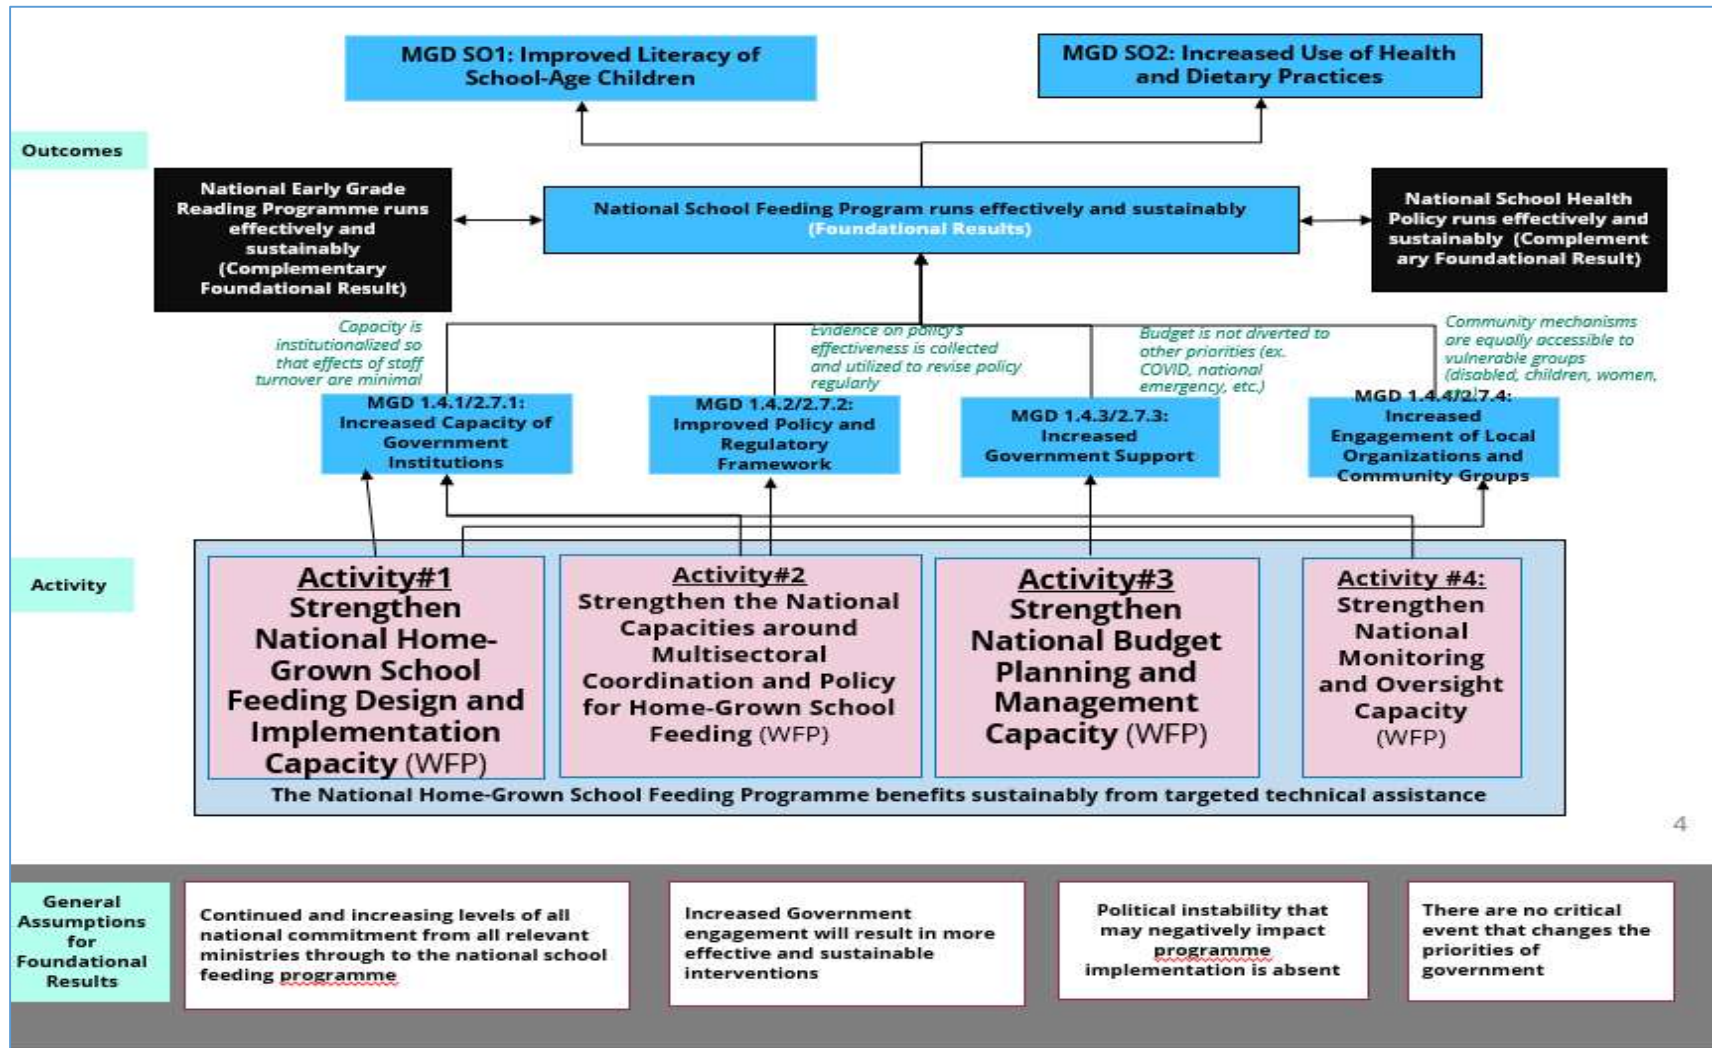 MGD SO1: Improved Literacy of
School-Age Children
MGD SO2: Increased Use of Health
and Dietary Practices
Outcomes
National Early Grade
Reading Programme runs
effectively and
sustainably
(Complementary
Foundational Result)
National School Feeding Program runs effectively and sustainably
(Foundational Results)
National School Health
Policy runs effectively and
sustainably (Complement
ary Foundational Result)
Capacity is
institutionalized so
that effects of staff
turnover are minimal
Evidence on policy's
effectiveness is collected
and utilized to revise policy
regularly
Budget is not diverted to
other priorities (ex.
COVID, national
emergency, etc.)
Community mechanisms
are equally accessible to
vulnerable groups
(disabled, children, women,
MGD 1.4.1/2.7.1:
Increased Capacity of
Government
Institutions
MGD 1.4.2/2.7.2:
Improved Policy and
Regulatory
Framework
MGD 1.4.3/2.7.3:
Increased
Government Support
MGD 1.4.4/2.7.4:
Increased
Engagement of Local
Organizations and
Community Groups
Activity
Activity#1
Strengthen
National Home-
Grown School
Feeding Design and
Implementation
Capacity (WFP)
Activity#2
Strengthen the National
Capacities around
Multisectoral
Coordination and Policy
for Home-Grown School
Feeding (WFP)
Activity#3
Strengthen
National Budget
Planning and
Management
Capacity (WFP)
Activity #4:
Strengthen
National
Monitoring
and Oversight
Capacity
(WFP)
The National Home-Grown School Feeding Programme benefits sustainably from targeted technical assistance
4
General
Assumptions
for
Foundational
Results
Continued and increasing levels of all
national commitment from all relevant
ministries through to the national school
feeding programme
Increased Government
engagement will result in more
effective and sustainable
interventions
Political instability that
may negatively impact
programme
implementation is absent
There are no critical
event that changes the
priorities of
government